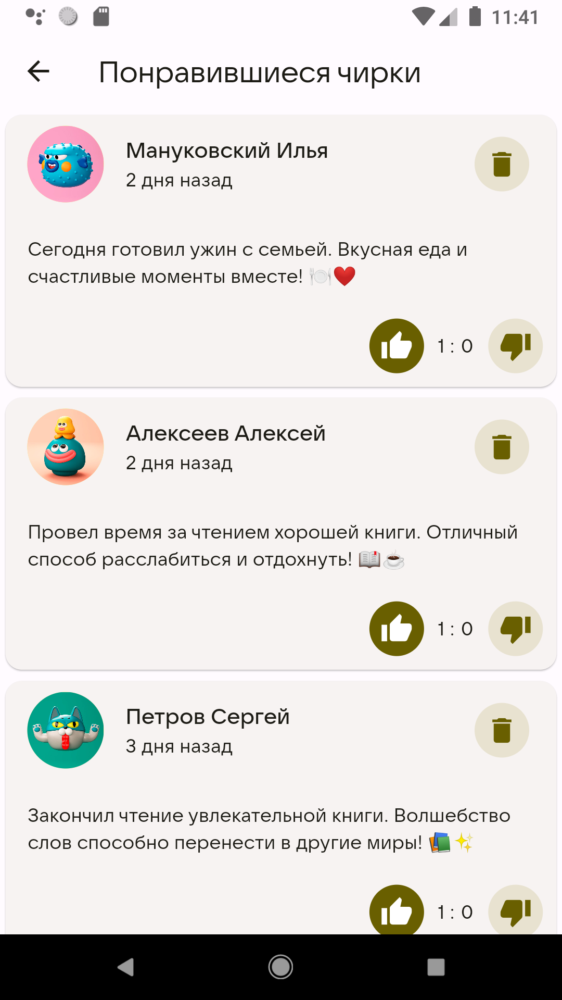 11:41
Понравившиеся чирки
Мануковский Илья
2 дня назад
Сегодня готовил ужин с семьей. Вкусная еда и
счастливые моменты вместе! 🍽️❤️
1 : 0
Алексеев Алексей
2 дня назад
Провел время за чтением хорошей книги. Отличный
способ расслабиться и отдохнуть! 📖☕
1 : 0
Петров Сергей
3 дня назад
Закончил чтение увлекательной книги. Волшебство
слов способно перенести в другие миры! 📚✨
1 : 0